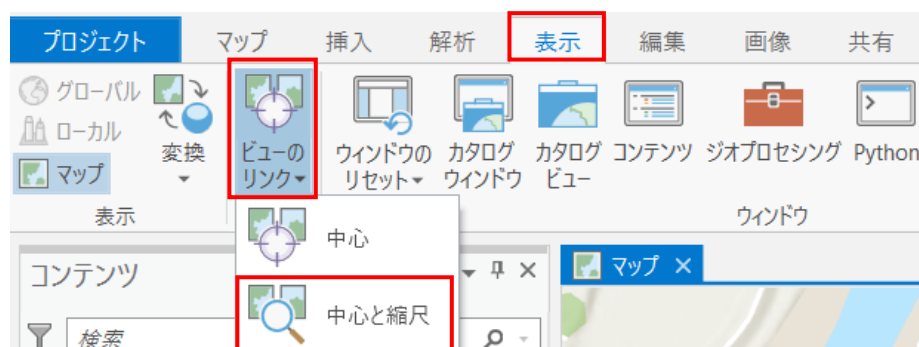 プロジェクト マップ 挿入 解析 表示 編集 画像 共有
グローバル
ローカル
マップ
変換
ビューの
リンク
ウィンドウの
リセット
カタログ
ウィンドウ
カタログ
ビュー
コンテンツ
ジオプロセシング
Python
表示
ウィンドウ
中心
中心と縮尺
コンテンツ
検索
マップ